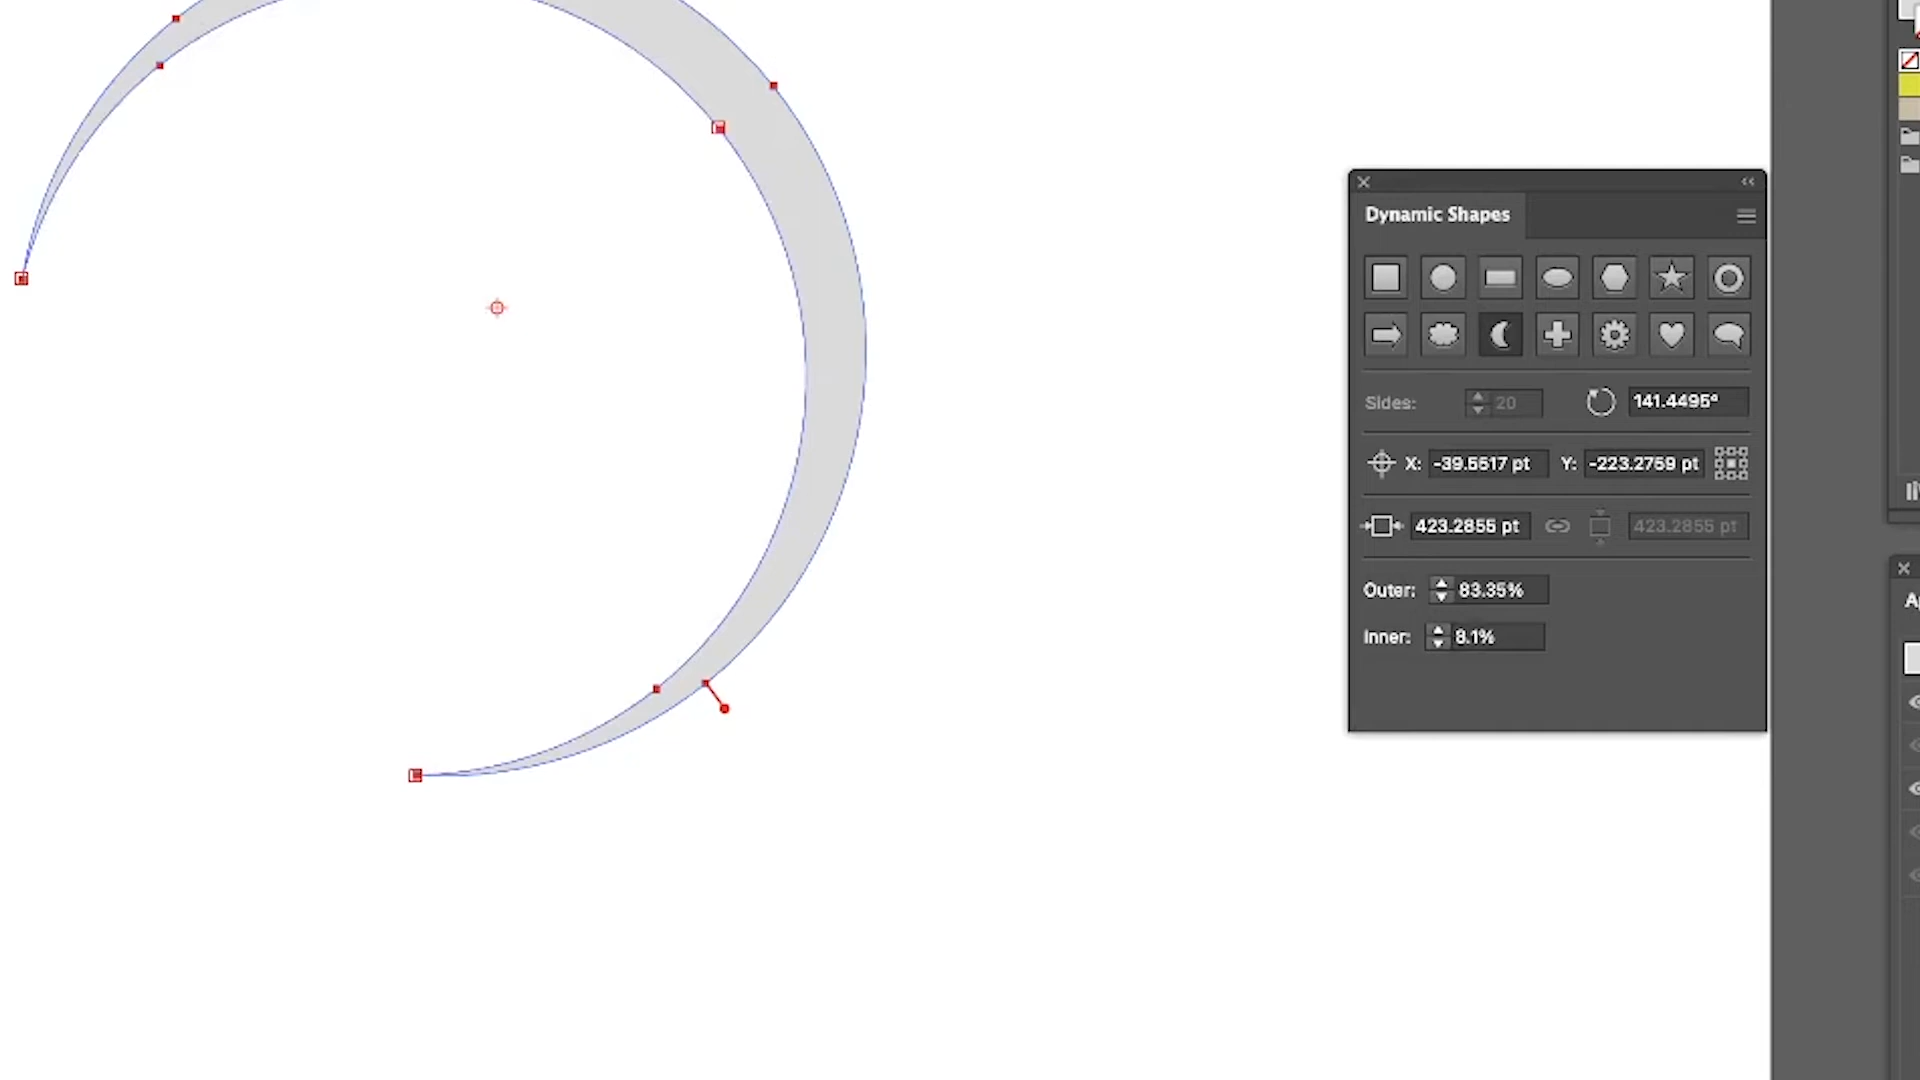 Dynamic Shapes
Sides: 20 141.4495°
X: -39.5517 pt Y: -223.2759 pt
423.2855 pt 423.2855 pt
Outer: 83.35%
Inner: 8.1%